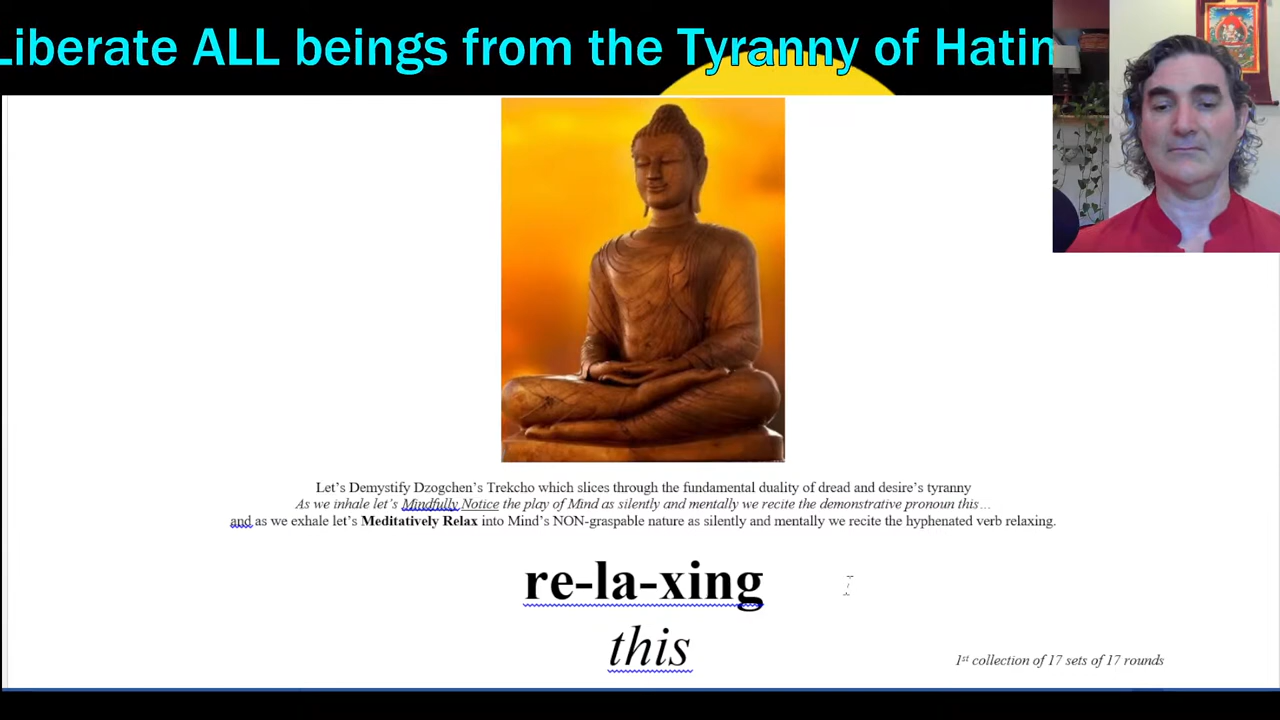 Liberate ALL beings from the Tyranny of Hatin
Let's Demystify Dzogchen's Trekcho which slices through the fundamental duality of dread and desire's tyranny
As we inhale let's Mindfully Notice the play of Mind as silently and mentally we recite the demonstrative pronoun this…
and as we exhale let's Meditatively Relax into Mind's NON-graspable nature as silently and mentally we recite the hyphenated verb relaxing.
re-la-xing
this
1st collection of 17 sets of 17 rounds